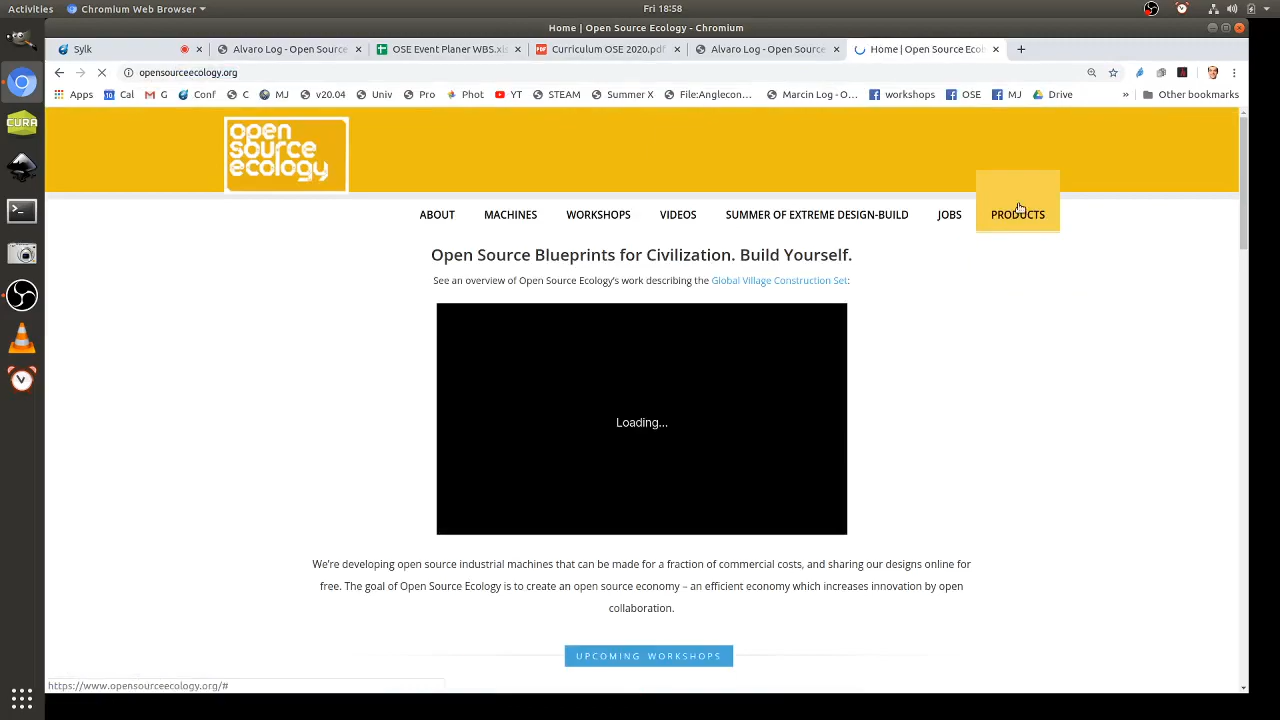 Activities Chromium Web Browser Fri 18:58
Home | Open Source Ecology - Chromium
Sylk Alvaro Log - Open Source OSE Event Planer WBS.xls Curriculum OSE 2020.pdf Alvaro Log - Open Source Home | Open Source Ecol
opensourceecology.org
Apps Cal G Conf C MJ v20.04 Univ Pro Phot YT STEAM Summer X File:Anglecon... Marcin Log - O... workshops OSE MJ Drive » Other bookmarks
CURA
open
source
ecology
ABOUT MACHINES WORKSHOPS VIDEOS SUMMER OF EXTREME DESIGN-BUILD JOBS PRODUCTS
Open Source Blueprints for Civilization. Build Yourself.
See an overview of Open Source Ecology's work describing the Global Village Construction Set:
Loading...
We're developing open source industrial machines that can be made for a fraction of commercial costs, and sharing our designs online for
free. The goal of Open Source Ecology is to create an open source economy – an efficient economy which increases innovation by open
collaboration.
UPCOMING WORKSHOPS
https://www.opensourceecology.org/#